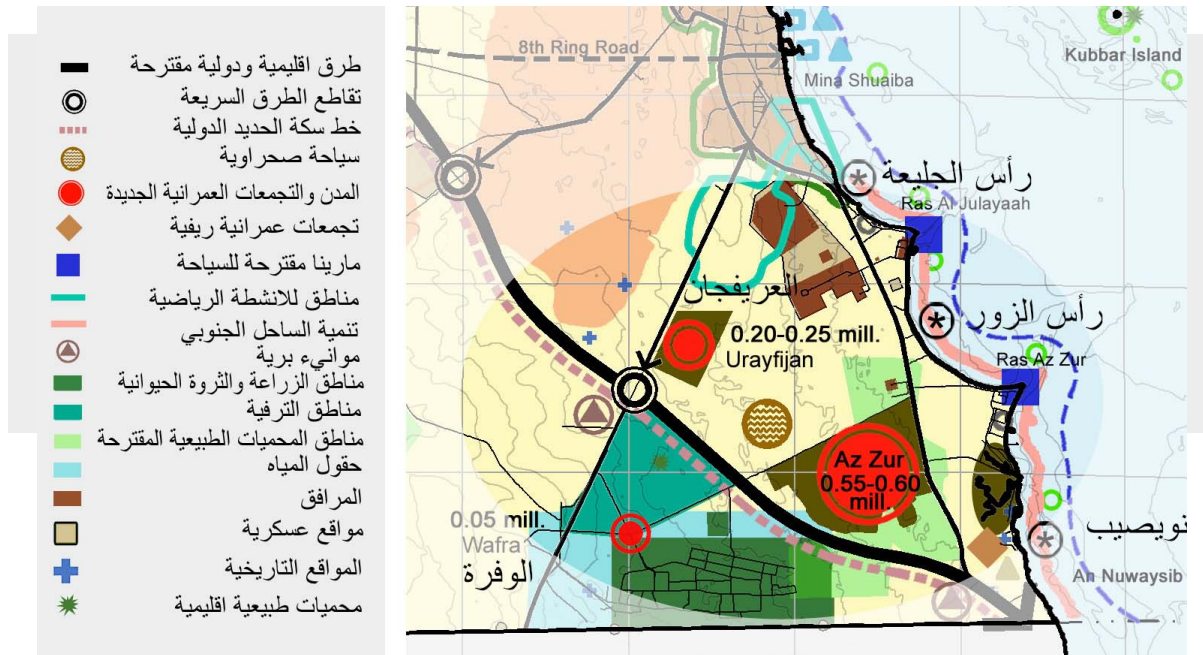 طرق اقليمية ودولية مقترحة
تقاطع الطرق السريعة
خط سكة الحديد الدولية
سياحة صحراوية
المدن والتجمعات العمرانية الجديدة
تجمعات عمرانية ريفية
مارينا مقترحة للسياحة
مناطق للانشطة الرياضية
تنمية الساحل الجنوبي
موانيء برية
مناطق الزراعة والثروة الحيوانية
مناطق الترفية
مناطق المحميات الطبيعية المقترحة
حقول المياه
المرافق
مواقع عسكرية
المواقع التاريخية
محميات طبيعية اقليمية
8th Ring Road
Kubbar Island
Mina Shuaiba
رأس الجليعة
Ras Al Julayaah
العريفجان
0.20-0.25 mill.
Urayfijan
رأس الزور
Ras Az Zur
Az Zur
0.55-0.60
mill.
0.05 mill.
Wafra
الوفرة
نويصيب
An Nuwaysib